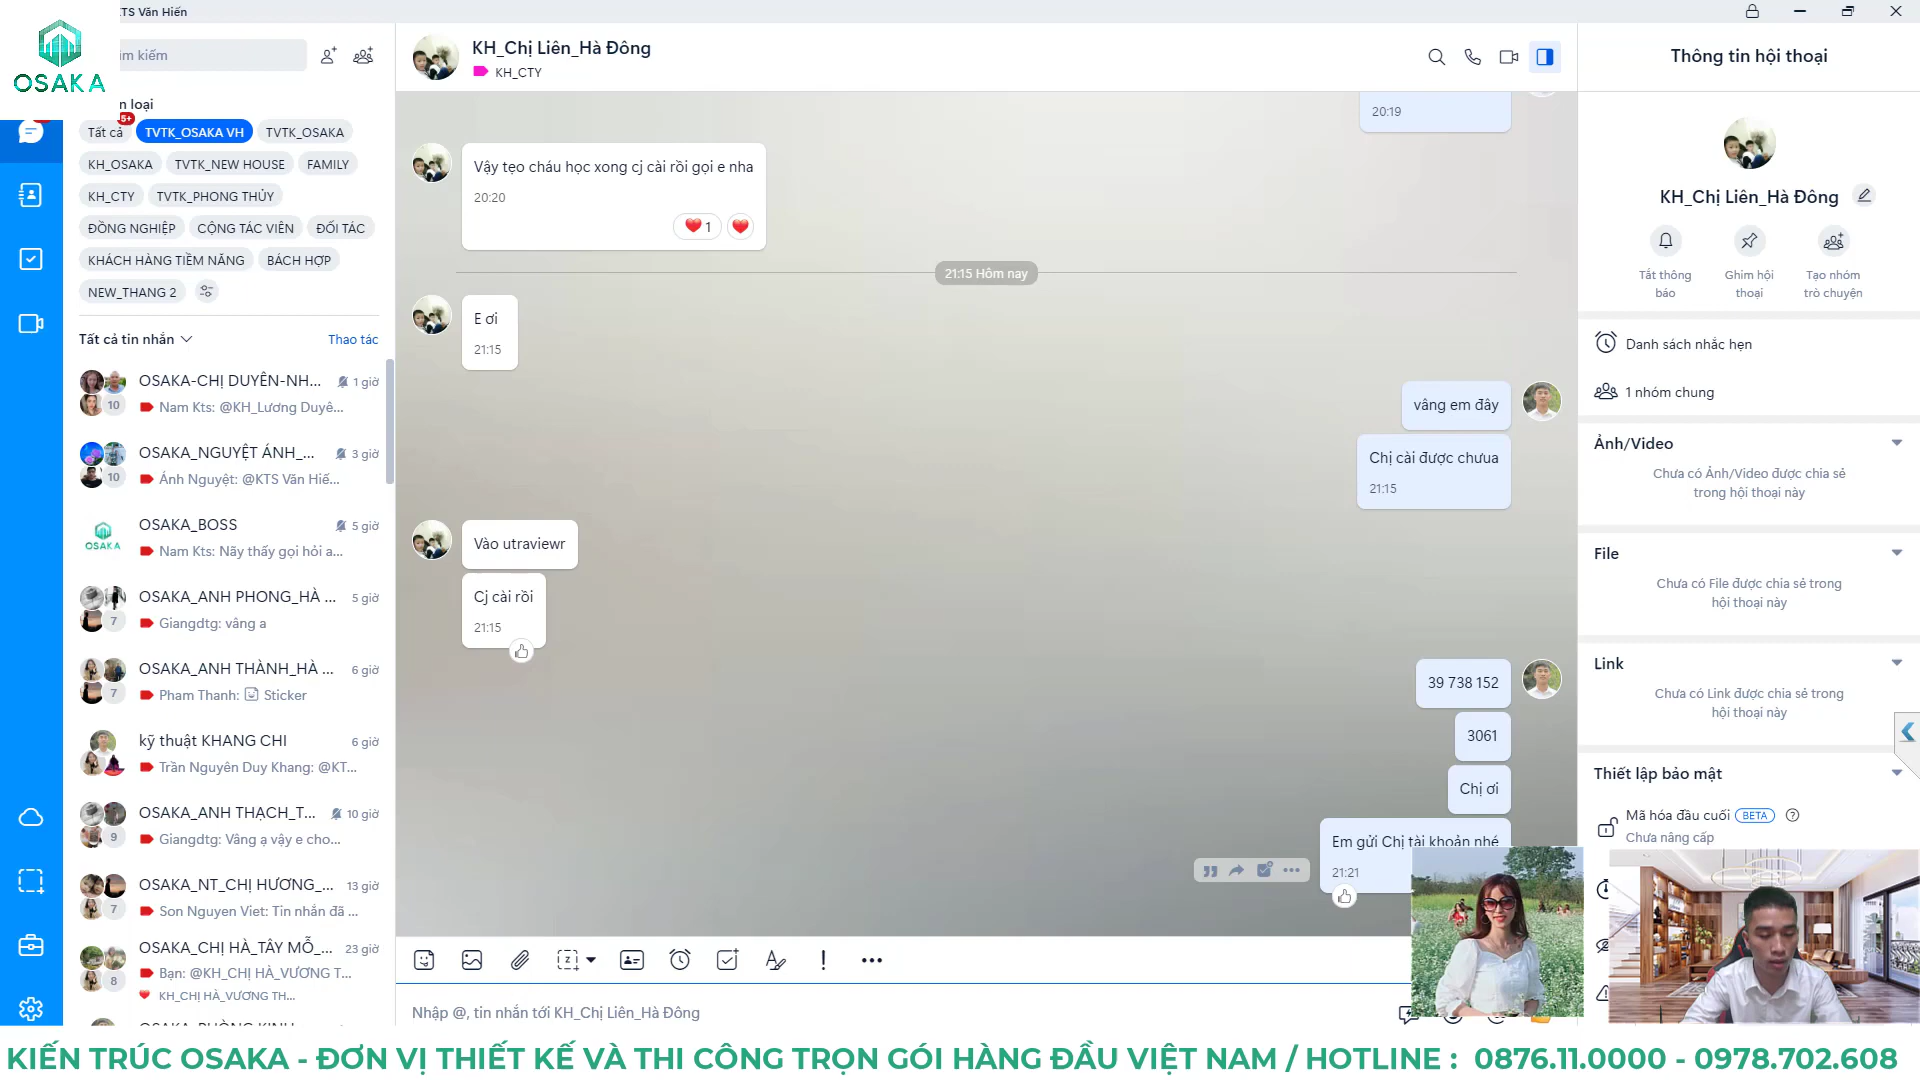 KTS Văn Hiến
OSAKA
ìm kiếm
n loại
5+
Tất cả
TVTK_OSAKA VH
TVTK_OSAKA
KH_OSAKA
TVTK_NEW HOUSE
FAMILY
KH_CTY
TVTK_PHONG THỦY
ĐỒNG NGHIỆP
CỘNG TÁC VIÊN
ĐỐI TÁC
KHÁCH HÀNG TIỀM NĂNG
BÁCH HỢP
NEW_THANG 2
Tất cả tin nhắn
Thao tác
OSAKA-CHỊ DUYÊN-NH...
1 giờ
10
Nam Kts: @KH_Lương Duyê...
OSAKA_NGUYỆT ÁNH_...
3 giờ
10
Ánh Nguyệt: @KTS Văn Hiế...
OSAKA_BOSS
5 giờ
OSAKA
Nam Kts: Nãy thấy gọi hỏi a...
OSAKA_ANH PHONG_HÀ ...
5 giờ
7
Giangdtg: vâng a
OSAKA_ANH THÀNH_HÀ ...
6 giờ
7
Pham Thanh: Sticker
kỹ thuật KHANG CHI
6 giờ
Trần Nguyên Duy Khang: @KT...
OSAKA_ANH THẠCH_T...
10 giờ
9
Giangdtg: Vâng ạ vậy e cho...
OSAKA_NT_CHỊ HƯƠNG_...
13 giờ
7
Son Nguyen Viet: Tin nhắn đã ...
OSAKA_CHỊ HÀ_TÂY MỖ_...
23 giờ
8
Bạn: @KH_CHỊ HÀ_VƯƠNG T...
KH_CHỊ HÀ_VƯƠNG TH...
KH_Chị Liên_Hà Đông
KH_CTY
20:19
Vậy tẹo cháu học xong cj cài rồi gọi e nha
20:20
1
21:15 Hôm nay
E ơi
21:15
vâng em đây
Chị cài được chưua
21:15
Vào utraviewr
Cj cài rồi
21:15
39 738 152
3061
Chị ơi
Em gửi Chị tài khoản nhé
21:21
Nhập @, tin nhắn tới KH_Chị Liên_Hà Đông
Thông tin hội thoại
KH_Chị Liên_Hà Đông
Tắt thông báo
Ghim hội thoại
Tạo nhóm trò chuyện
Danh sách nhắc hẹn
1 nhóm chung
Ảnh/Video
Chưa có Ảnh/Video được chia sẻ
trong hội thoại này
File
Chưa có File được chia sẻ trong
hội thoại này
Link
Chưa có Link được chia sẻ trong
hội thoại này
Thiết lập bảo mật
Mã hóa đầu cuối BETA
Chưa nâng cấp
KIẾN TRÚC OSAKA - ĐƠN VỊ THIẾT KẾ VÀ THI CÔNG TRỌN GÓI HÀNG ĐẦU VIỆT NAM / HOTLINE : 0876.11.0000 - 0978.702.608